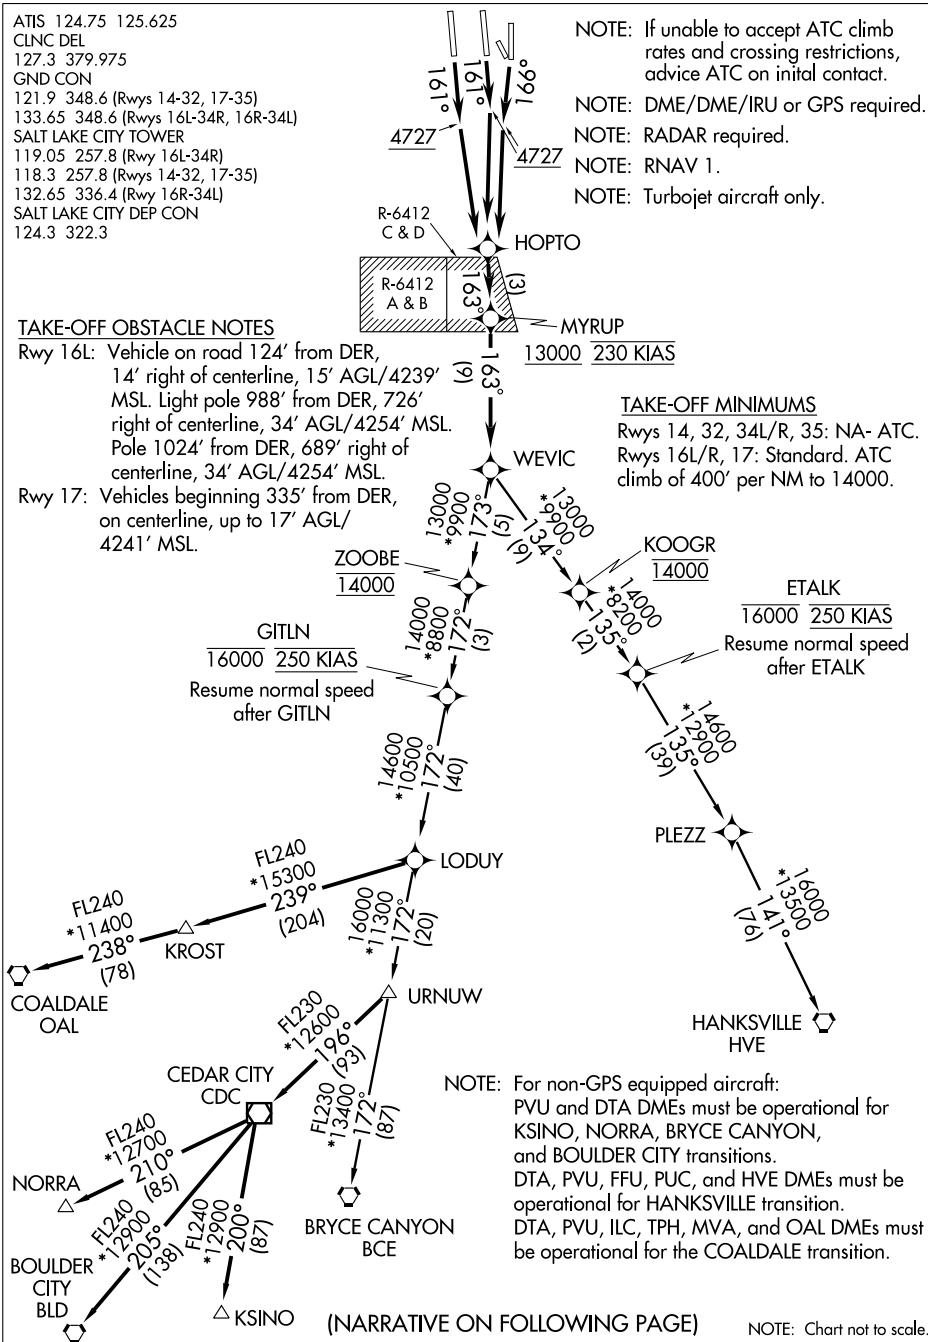 ATIS 124.75 125.625
CLNC DEL
127.3 379.975
GND CON
121.9 348.6 (Rwys 14-32, 17-35)
133.65 348.6 (Rwys 16L-34R, 16R-34L)
SALT LAKE CITY TOWER
119.05 257.8 (Rwy 16L-34R)
118.3 257.8 (Rwys 14-32, 17-35)
132.65 336.4 (Rwy 16R-34L)
SALT LAKE CITY DEP CON
124.3 322.3
NOTE: If unable to accept ATC climb
rates and crossing restrictions,
advice ATC on inital contact.
NOTE: DME/DME/IRU or GPS required.
NOTE: RADAR required.
NOTE: RNAV 1.
NOTE: Turbojet aircraft only.
161°
161°
166°
4727
4727
R-6412
C & D
HOPTO
R-6412
A & B
163°
(3)
MYRUP
13000 230 KIAS
163°
(9)
TAKE-OFF OBSTACLE NOTES
Rwy 16L: Vehicle on road 124' from DER,
14' right of centerline, 15' AGL/4239'
MSL. Light pole 988' from DER, 726'
right of centerline, 34' AGL/4254' MSL.
Pole 1024' from DER, 689' right of
centerline, 34' AGL/4254' MSL.
Rwy 17: Vehicles beginning 335' from DER,
on centerline, up to 17' AGL/
4241' MSL.
TAKE-OFF MINIMUMS
Rwys 14, 32, 34L/R, 35: NA- ATC.
Rwys 16L/R, 17: Standard. ATC
climb of 400' per NM to 14000.
WEVIC
13000
*9900
173°
(5)
13000
*9900
134°
(9)
ZOOBE
14000
KOOGR
14000
14000
*8800
172°
(3)
14000
*8200
135°
(2)
GITLN
16000 250 KIAS
Resume normal speed
after GITLN
ETALK
16000 250 KIAS
Resume normal speed
after ETALK
14600
*10500
172°
(40)
14600
*12900
135°
(39)
LODUY
PLEZZ
FL240
*15300
239°
(204)
KROST
FL240
*11400
238°
(78)
COALDALE
OAL
16000
*11300
172°
(20)
16000
*13500
141°
(76)
URNUW
HANKSVILLE
HVE
FL230
*12600
196°
(93)
FL230
*13400
172°
(87)
CEDAR CITY
CDC
BRYCE CANYON
BCE
FL240
*12700
210°
(85)
NORRA
FL240
*12900
205°
(138)
BOULDER
CITY
BLD
FL240
*12900
200°
(87)
KSINO
NOTE: For non-GPS equipped aircraft:
PVU and DTA DMEs must be operational for
KSINO, NORRA, BRYCE CANYON,
and BOULDER CITY transitions.
DTA, PVU, FFU, PUC, and HVE DMEs must be
operational for HANKSVILLE transition.
DTA, PVU, ILC, TPH, MVA, and OAL DMEs must
be operational for the COALDALE transition.
(NARRATIVE ON FOLLOWING PAGE)
NOTE: Chart not to scale.